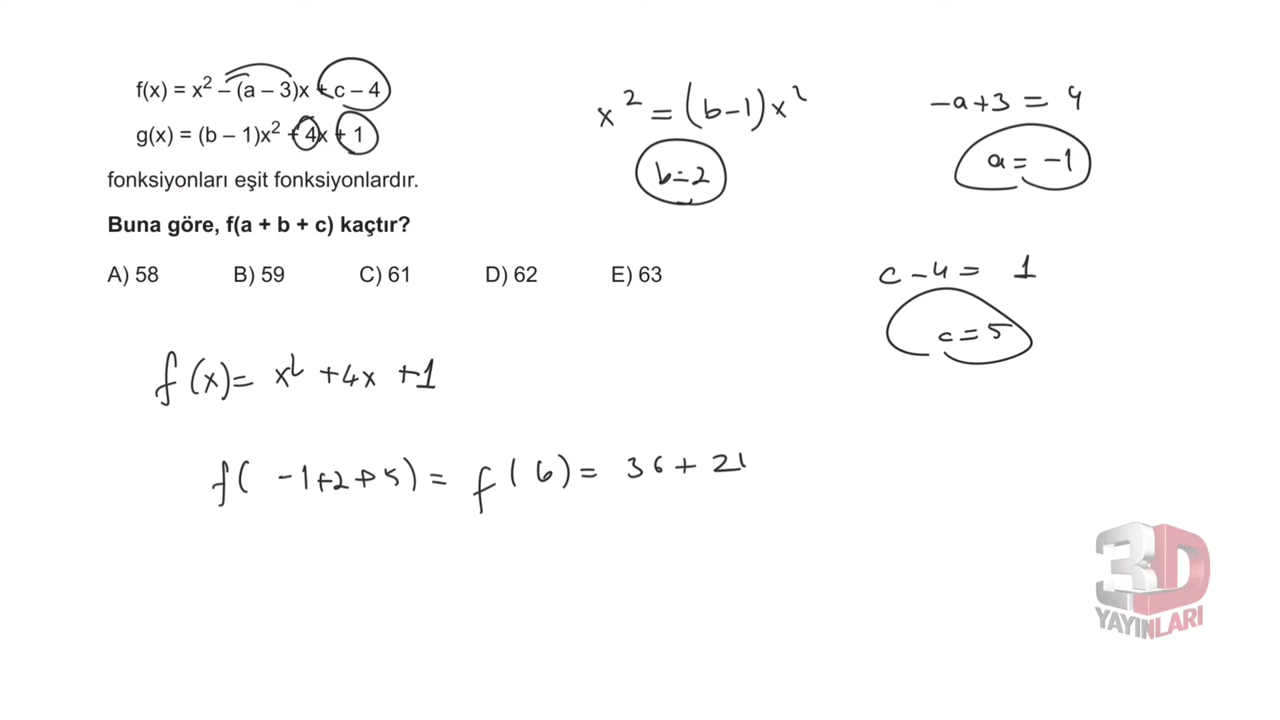 f(x) = x² – (a – 3)x + c – 4
g(x) = (b – 1)x² + 4x + 1
fonksiyonları eşit fonksiyonlardır.
Buna göre, f(a + b + c) kaçtır?
A) 58 B) 59 C) 61 D) 62 E) 63
x² = (b–1)x²
b=2
-a+3 = 4
a = -1
c-4 = 1
c=5
f(x)= x² +4x +1
f( -1+2+5) = f(6) = 36 + 2
3D
YAYINLARI